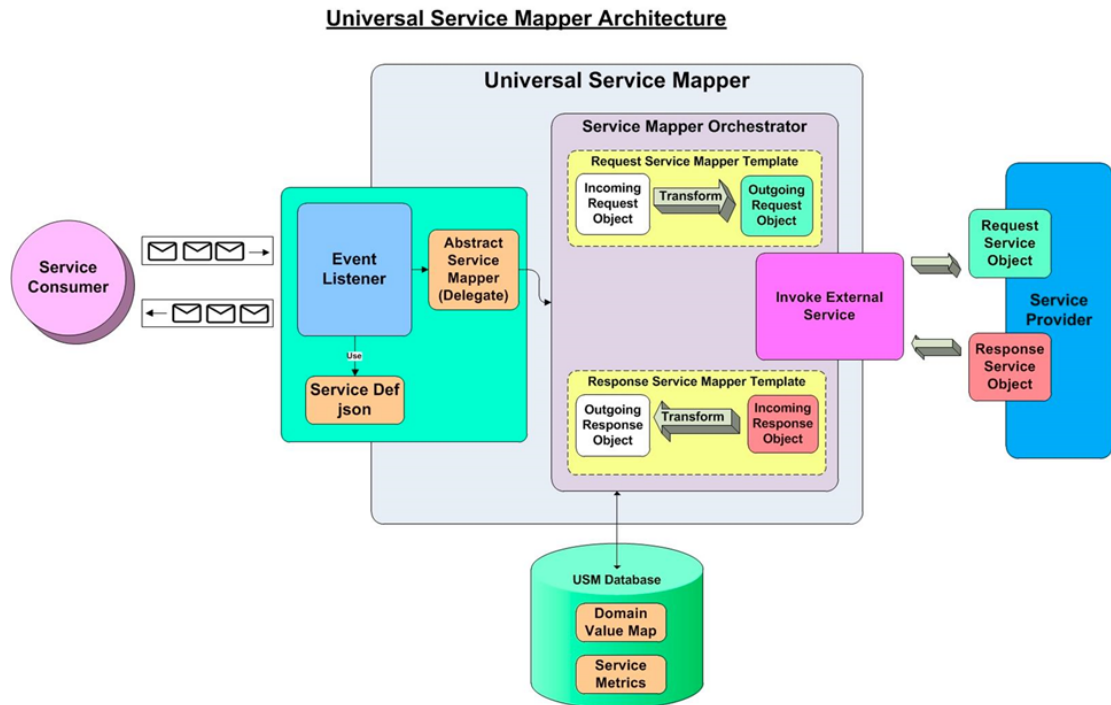 Universal Service Mapper Architecture
Universal Service Mapper
Service Mapper Orchestrator
Request Service Mapper Template
Incoming
Request
Object
Transform
Outgoing
Request
Object
Service
Consumer
Event
Listener
Abstract
Service
Mapper
(Delegate)
Use
Service Def
json
Invoke External
Service
Request
Service
Object
Service
Provider
Response
Service
Object
Response Service Mapper Template
Outgoing
Response
Object
Transform
Incoming
Response
Object
USM Database
Domain
Value Map
Service
Metrics